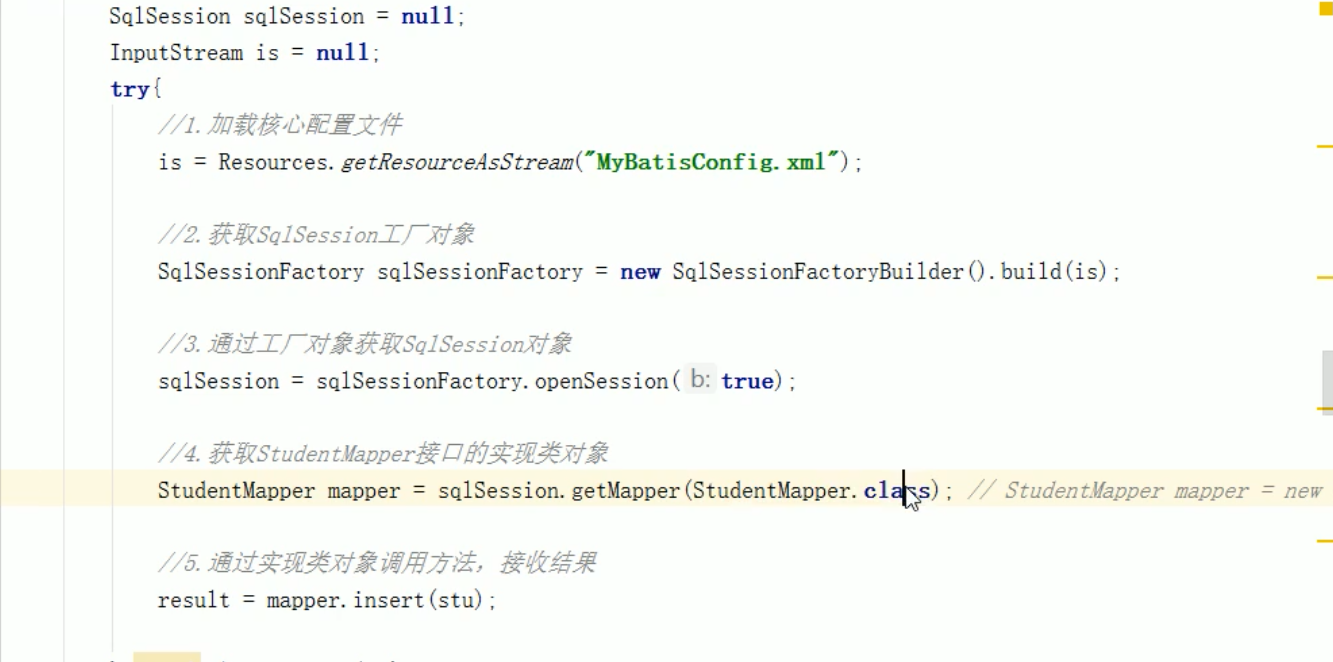 SqlSession sqlSession = null;
InputStream is = null;
try{
//1.加载核心配置文件
is = Resources.getResourceAsStream("MyBatisConfig.xml");
//2.获取SqlSession工厂对象
SqlSessionFactory sqlSessionFactory = new SqlSessionFactoryBuilder().build(is);
//3.通过工厂对象获取SqlSession对象
sqlSession = sqlSessionFactory.openSession( b: true);
//4.获取StudentMapper接口的实现类对象
StudentMapper mapper = sqlSession.getMapper(StudentMapper.class); // StudentMapper mapper = new
//5.通过实现类对象调用方法，接收结果
result = mapper.insert(stu);